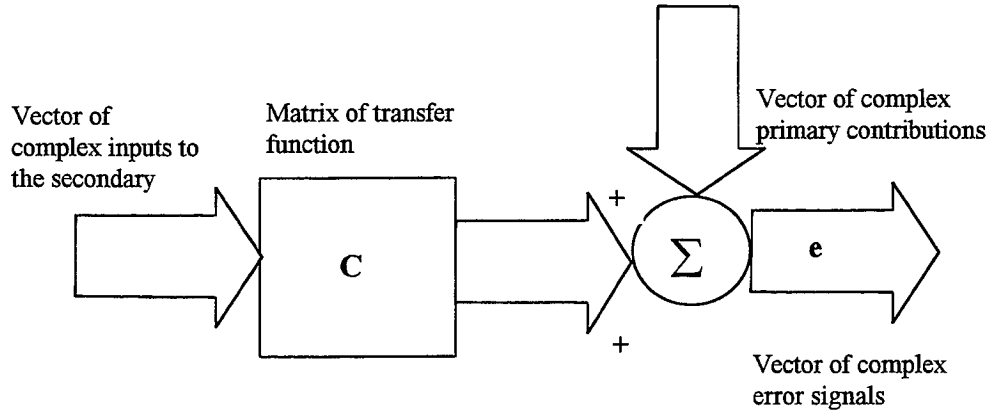 Vector of
complex inputs to
the secondary
Matrix of transfer
function
Vector of complex
primary contributions
+
C
Σ
e
+
Vector of complex
error signals